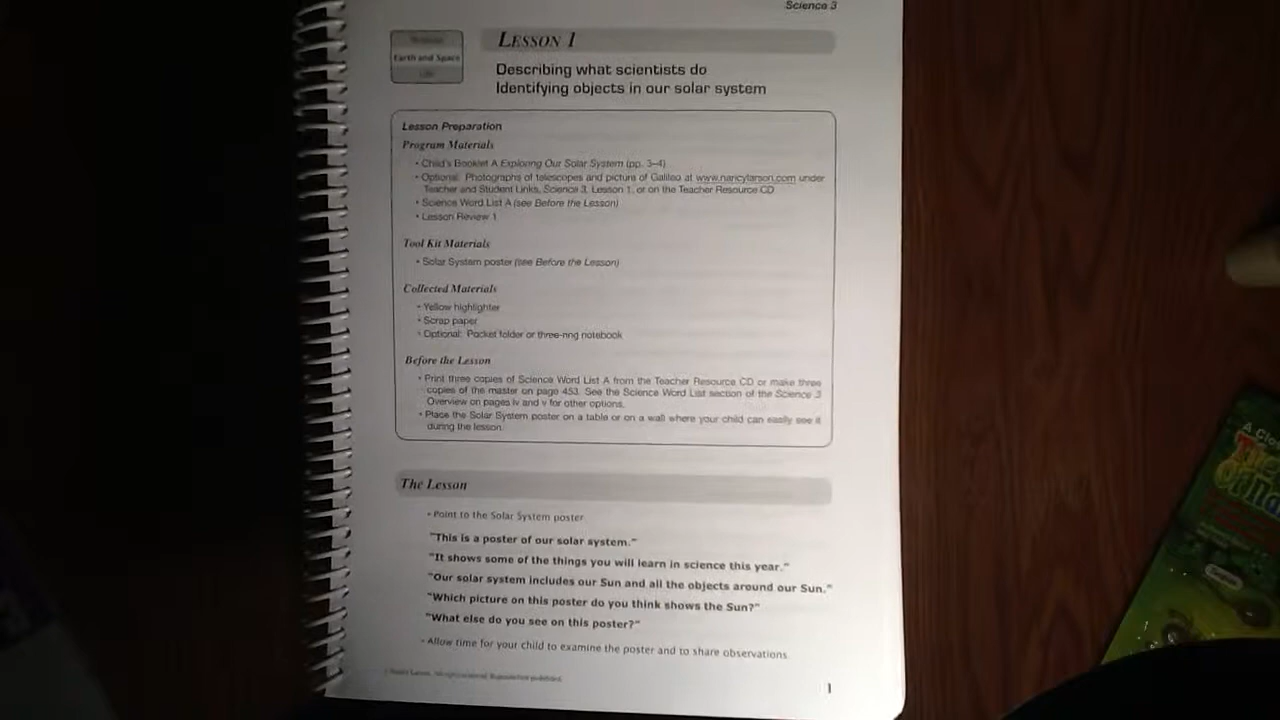 Science 3
Earth and Space
LESSON 1
Describing what scientists do
Identifying objects in our solar system
Lesson Preparation
Program Materials
• Child's Booklet A Exploring Our Solar System (pp. 3–4)
• Optional: Photographs of telescopes and picture of Galileo at www.nancylarson.com under
Teacher and Student Links, Science 3, Lesson 1, or on the Teacher Resource CD
• Science Word List A (see Before the Lesson)
• Lesson Review 1
Tool Kit Materials
• Solar System poster (see Before the Lesson)
Collected Materials
• Yellow highlighter
• Scrap paper
• Optional: Pocket folder or three-ring notebook
Before the Lesson
• Print three copies of Science Word List A from the Teacher Resource CD or make three
copies of the master on page 453. See the Science Word List section of the Science 3
Overview on pages iv and v for other options.
• Place the Solar System poster on a table or on a wall where your child can easily see it
during the lesson.
The Lesson
• Point to the Solar System poster.
"This is a poster of our solar system."
"It shows some of the things you will learn in science this year."
"Our solar system includes our Sun and all the objects around our Sun."
"Which picture on this poster do you think shows the Sun?"
"What else do you see on this poster?"
• Allow time for your child to examine the poster and to share observations.
1
A